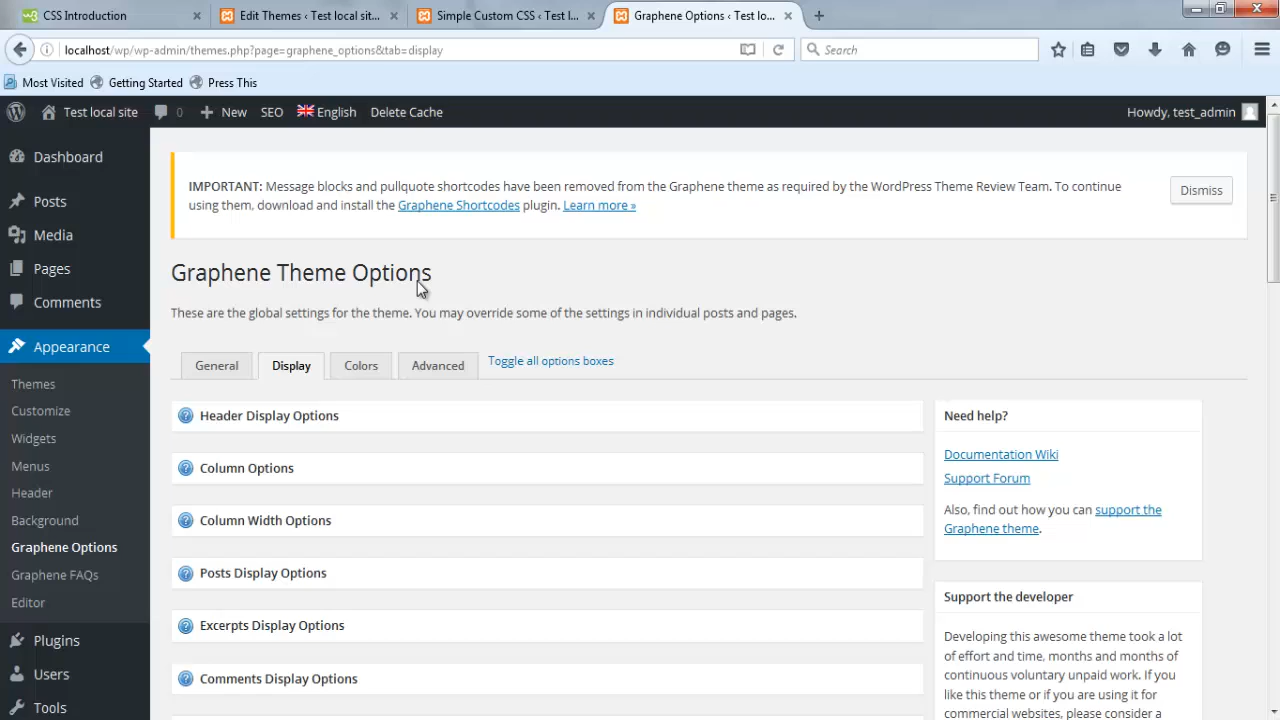 CSS Introduction
Edit Themes ‹ Test local sit...
Simple Custom CSS ‹ Test l...
Graphene Options ‹ Test lo...
localhost/wp/wp-admin/themes.php?page=graphene_options&tab=display
Search
Most Visited
Getting Started
Press This
Test local site
0
New
SEO
English
Delete Cache
Howdy, test_admin
Dashboard
Posts
Media
Pages
Comments
Appearance
Themes
Customize
Widgets
Menus
Header
Background
Graphene Options
Graphene FAQs
Editor
Plugins
Users
Tools
IMPORTANT: Message blocks and pullquote shortcodes have been removed from the Graphene theme as required by the WordPress Theme Review Team. To continue
using them, download and install the Graphene Shortcodes plugin. Learn more »
Dismiss
Graphene Theme Options
These are the global settings for the theme. You may override some of the settings in individual posts and pages.
General
Display
Colors
Advanced
Toggle all options boxes
Header Display Options
Column Options
Column Width Options
Posts Display Options
Excerpts Display Options
Comments Display Options
Need help?
Documentation Wiki
Support Forum
Also, find out how you can support the
Graphene theme.
Support the developer
Developing this awesome theme took a lot
of effort and time, months and months of
continuous voluntary unpaid work. If you
like this theme or if you are using it for
commercial websites, please consider a